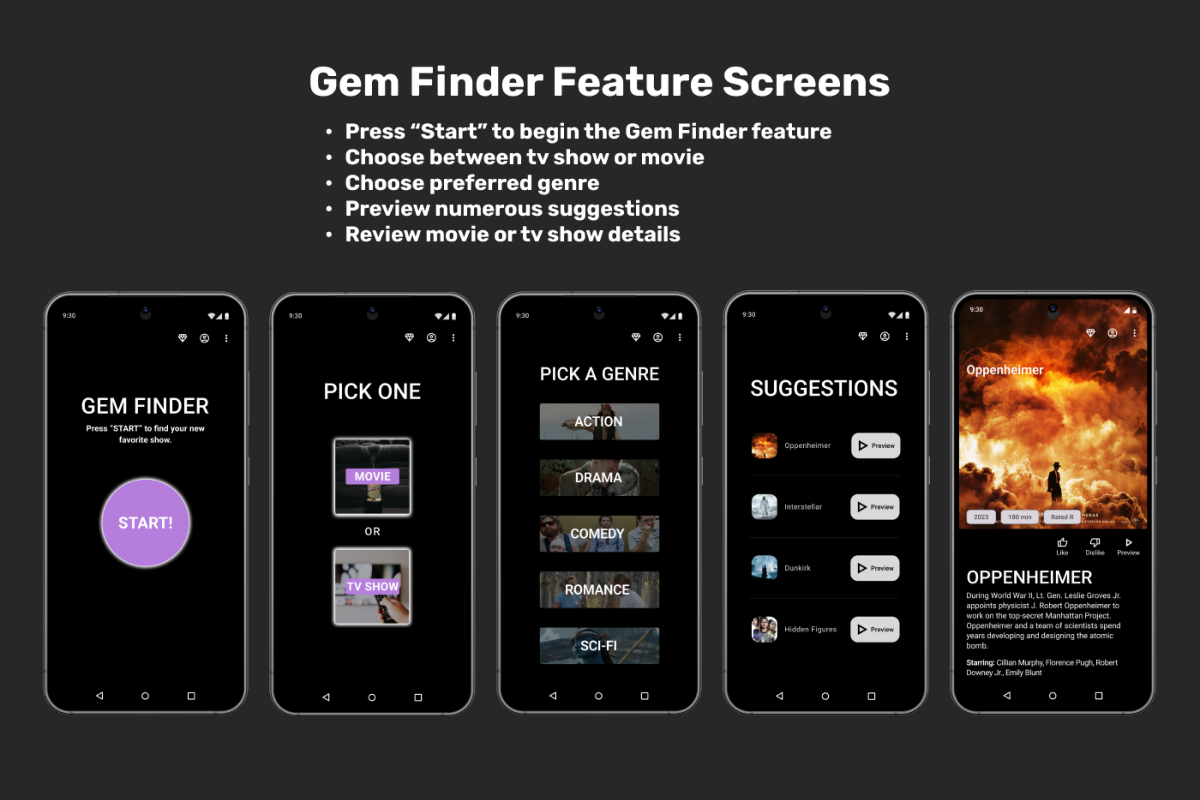 Gem Finder Feature Screens
• Press “Start” to begin the Gem Finder feature
• Choose between tv show or movie
• Choose preferred genre
• Preview numerous suggestions
• Review movie or tv show details
9:30
GEM FINDER
Press "START" to find your new
favorite show.
START!
9:30
PICK ONE
MOVIE
OR
TV SHOW
9:30
PICK A GENRE
ACTION
DRAMA
COMEDY
ROMANCE
SCI-FI
9:30
SUGGESTIONS
Oppenheimer
Preview
Interstellar
Preview
Dunkirk
Preview
Hidden Figures
Preview
9:30
Oppenheimer
2023
180 min
Rated R
Like
Dislike
Preview
OPPENHEIMER
During World War II, Lt. Gen. Leslie Groves Jr.
appoints physicist J. Robert Oppenheimer to
work on the top-secret Manhattan Project.
Oppenheimer and a team of scientists spend
years developing and designing the atomic
bomb.
Starring: Cillian Murphy, Florence Pugh, Robert
Downey Jr., Emily Blunt